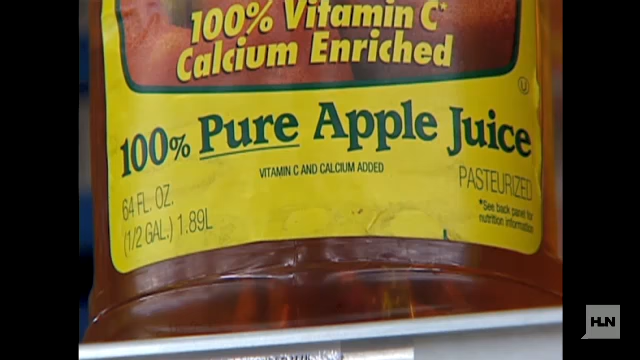 100% Vitamin C*
Calcium Enriched
100% Pure Apple Juice
VITAMIN C AND CALCIUM ADDED
64 FL. OZ.
(1/2 GAL.) 1.89L
PASTEURIZED
*See back panel for
nutrition information
U
HLN